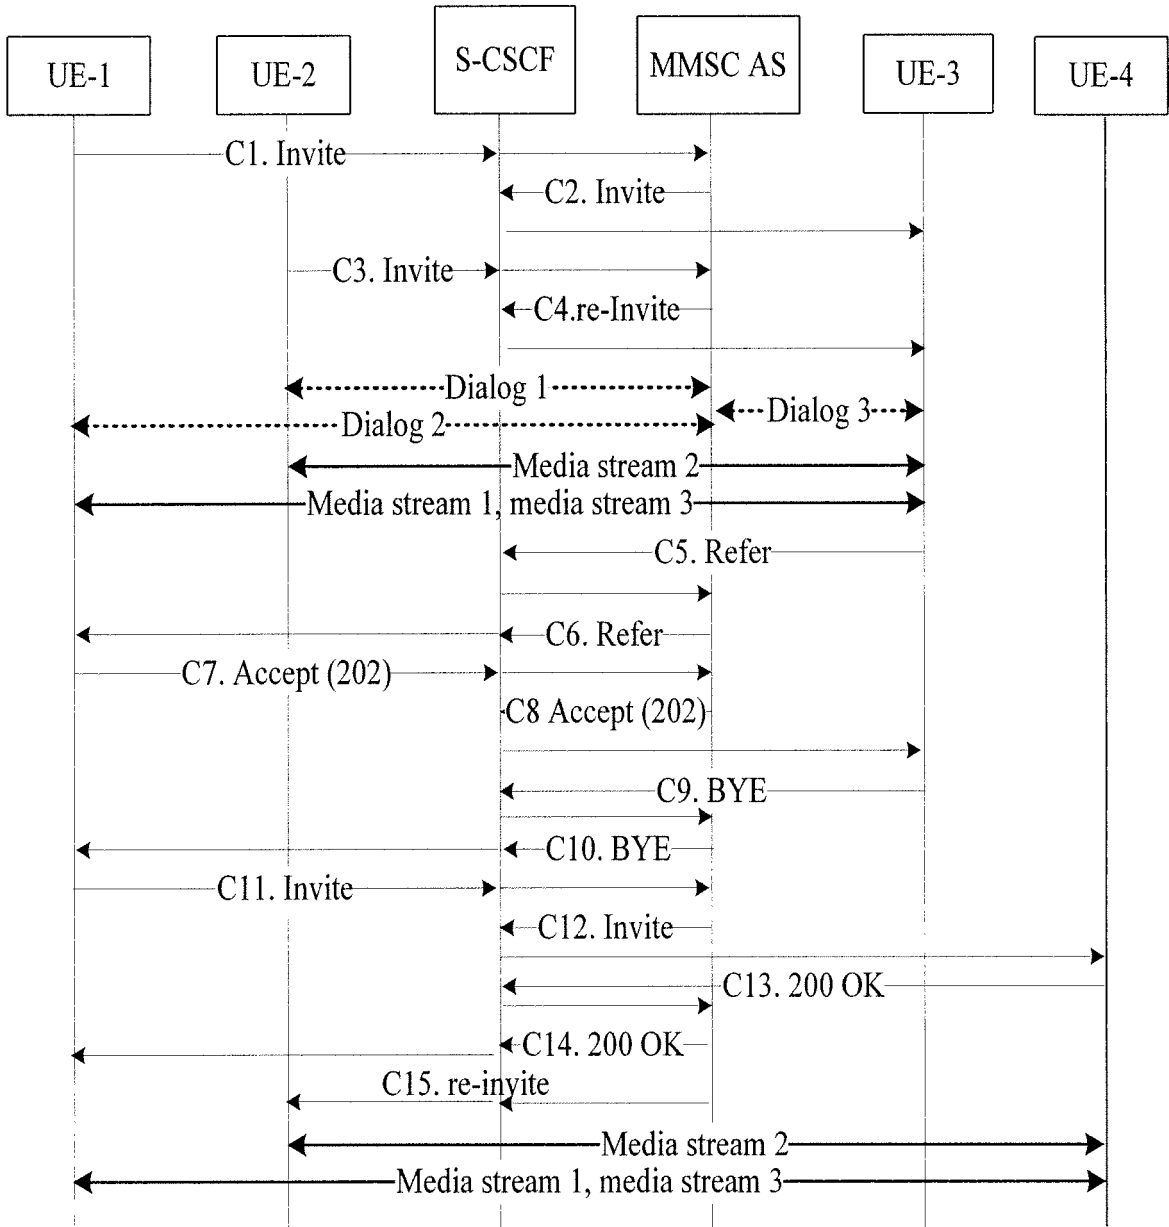 UE-1
UE-2
S-CSCF
MMSC AS
UE-3
UE-4
C1. Invite
C2. Invite
C3. Invite
C4.re-Invite
Dialog 1
Dialog 3
Dialog 2
Media stream 2
Media stream 1, media stream 3
C5. Refer
C6. Refer
C7. Accept (202)
C8 Accept (202)
C9. BYE
C10. BYE
C11. Invite
C12. Invite
C13. 200 OK
C14. 200 OK
C15. re-invite
Media stream 2
Media stream 1, media stream 3